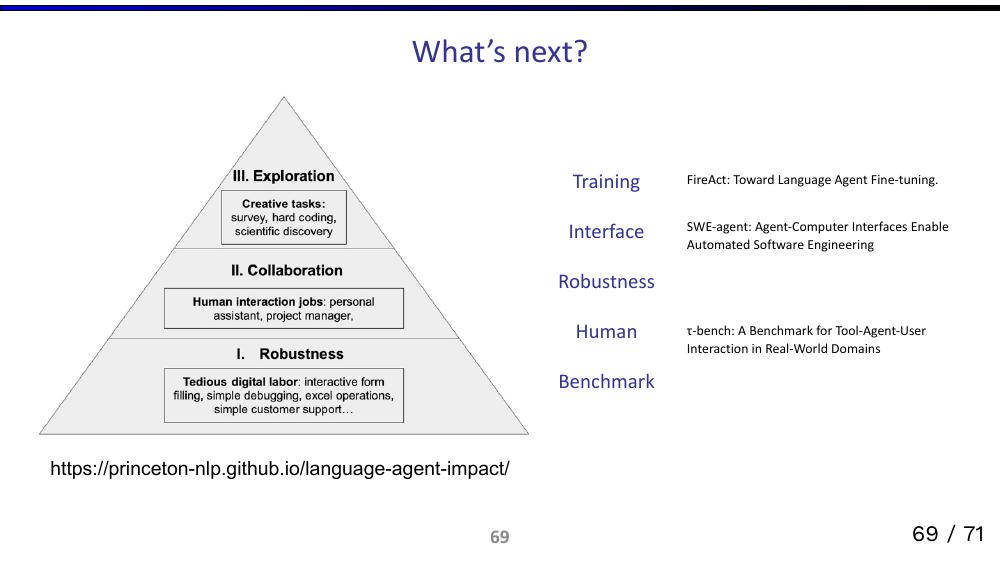 What’s next?
III. Exploration
Creative tasks:
survey, hard coding,
scientific discovery
II. Collaboration
Human interaction jobs: personal
assistant, project manager,
I. Robustness
Tedious digital labor: interactive form
filling, simple debugging, excel operations,
simple customer support…
https://princeton-nlp.github.io/language-agent-impact/
Training
FireAct: Toward Language Agent Fine-tuning.
Interface
SWE-agent: Agent-Computer Interfaces Enable
Automated Software Engineering
Robustness
Human
τ-bench: A Benchmark for Tool-Agent-User
Interaction in Real-World Domains
Benchmark
69
69 / 71